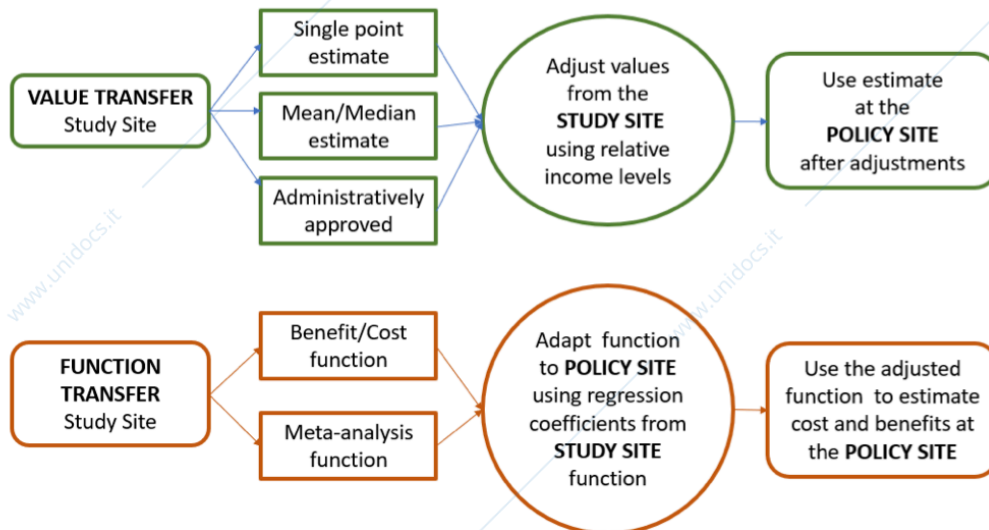 VALUE TRANSFER
Study Site
Single point
estimate
Mean/Median
estimate
Administratively
approved
Adjust values
from the
STUDY SITE
using relative
income levels
Use estimate
at the
POLICY SITE
after adjustments
www.unidocs.it
www.unidocs.it
FUNCTION
TRANSFER
Study Site
Benefit/Cost
function
Meta-analysis
function
Adapt function
to POLICY SITE
using regression
coefficients from
STUDY SITE
function
Use the adjusted
function to estimate
cost and benefits at
the POLICY SITE